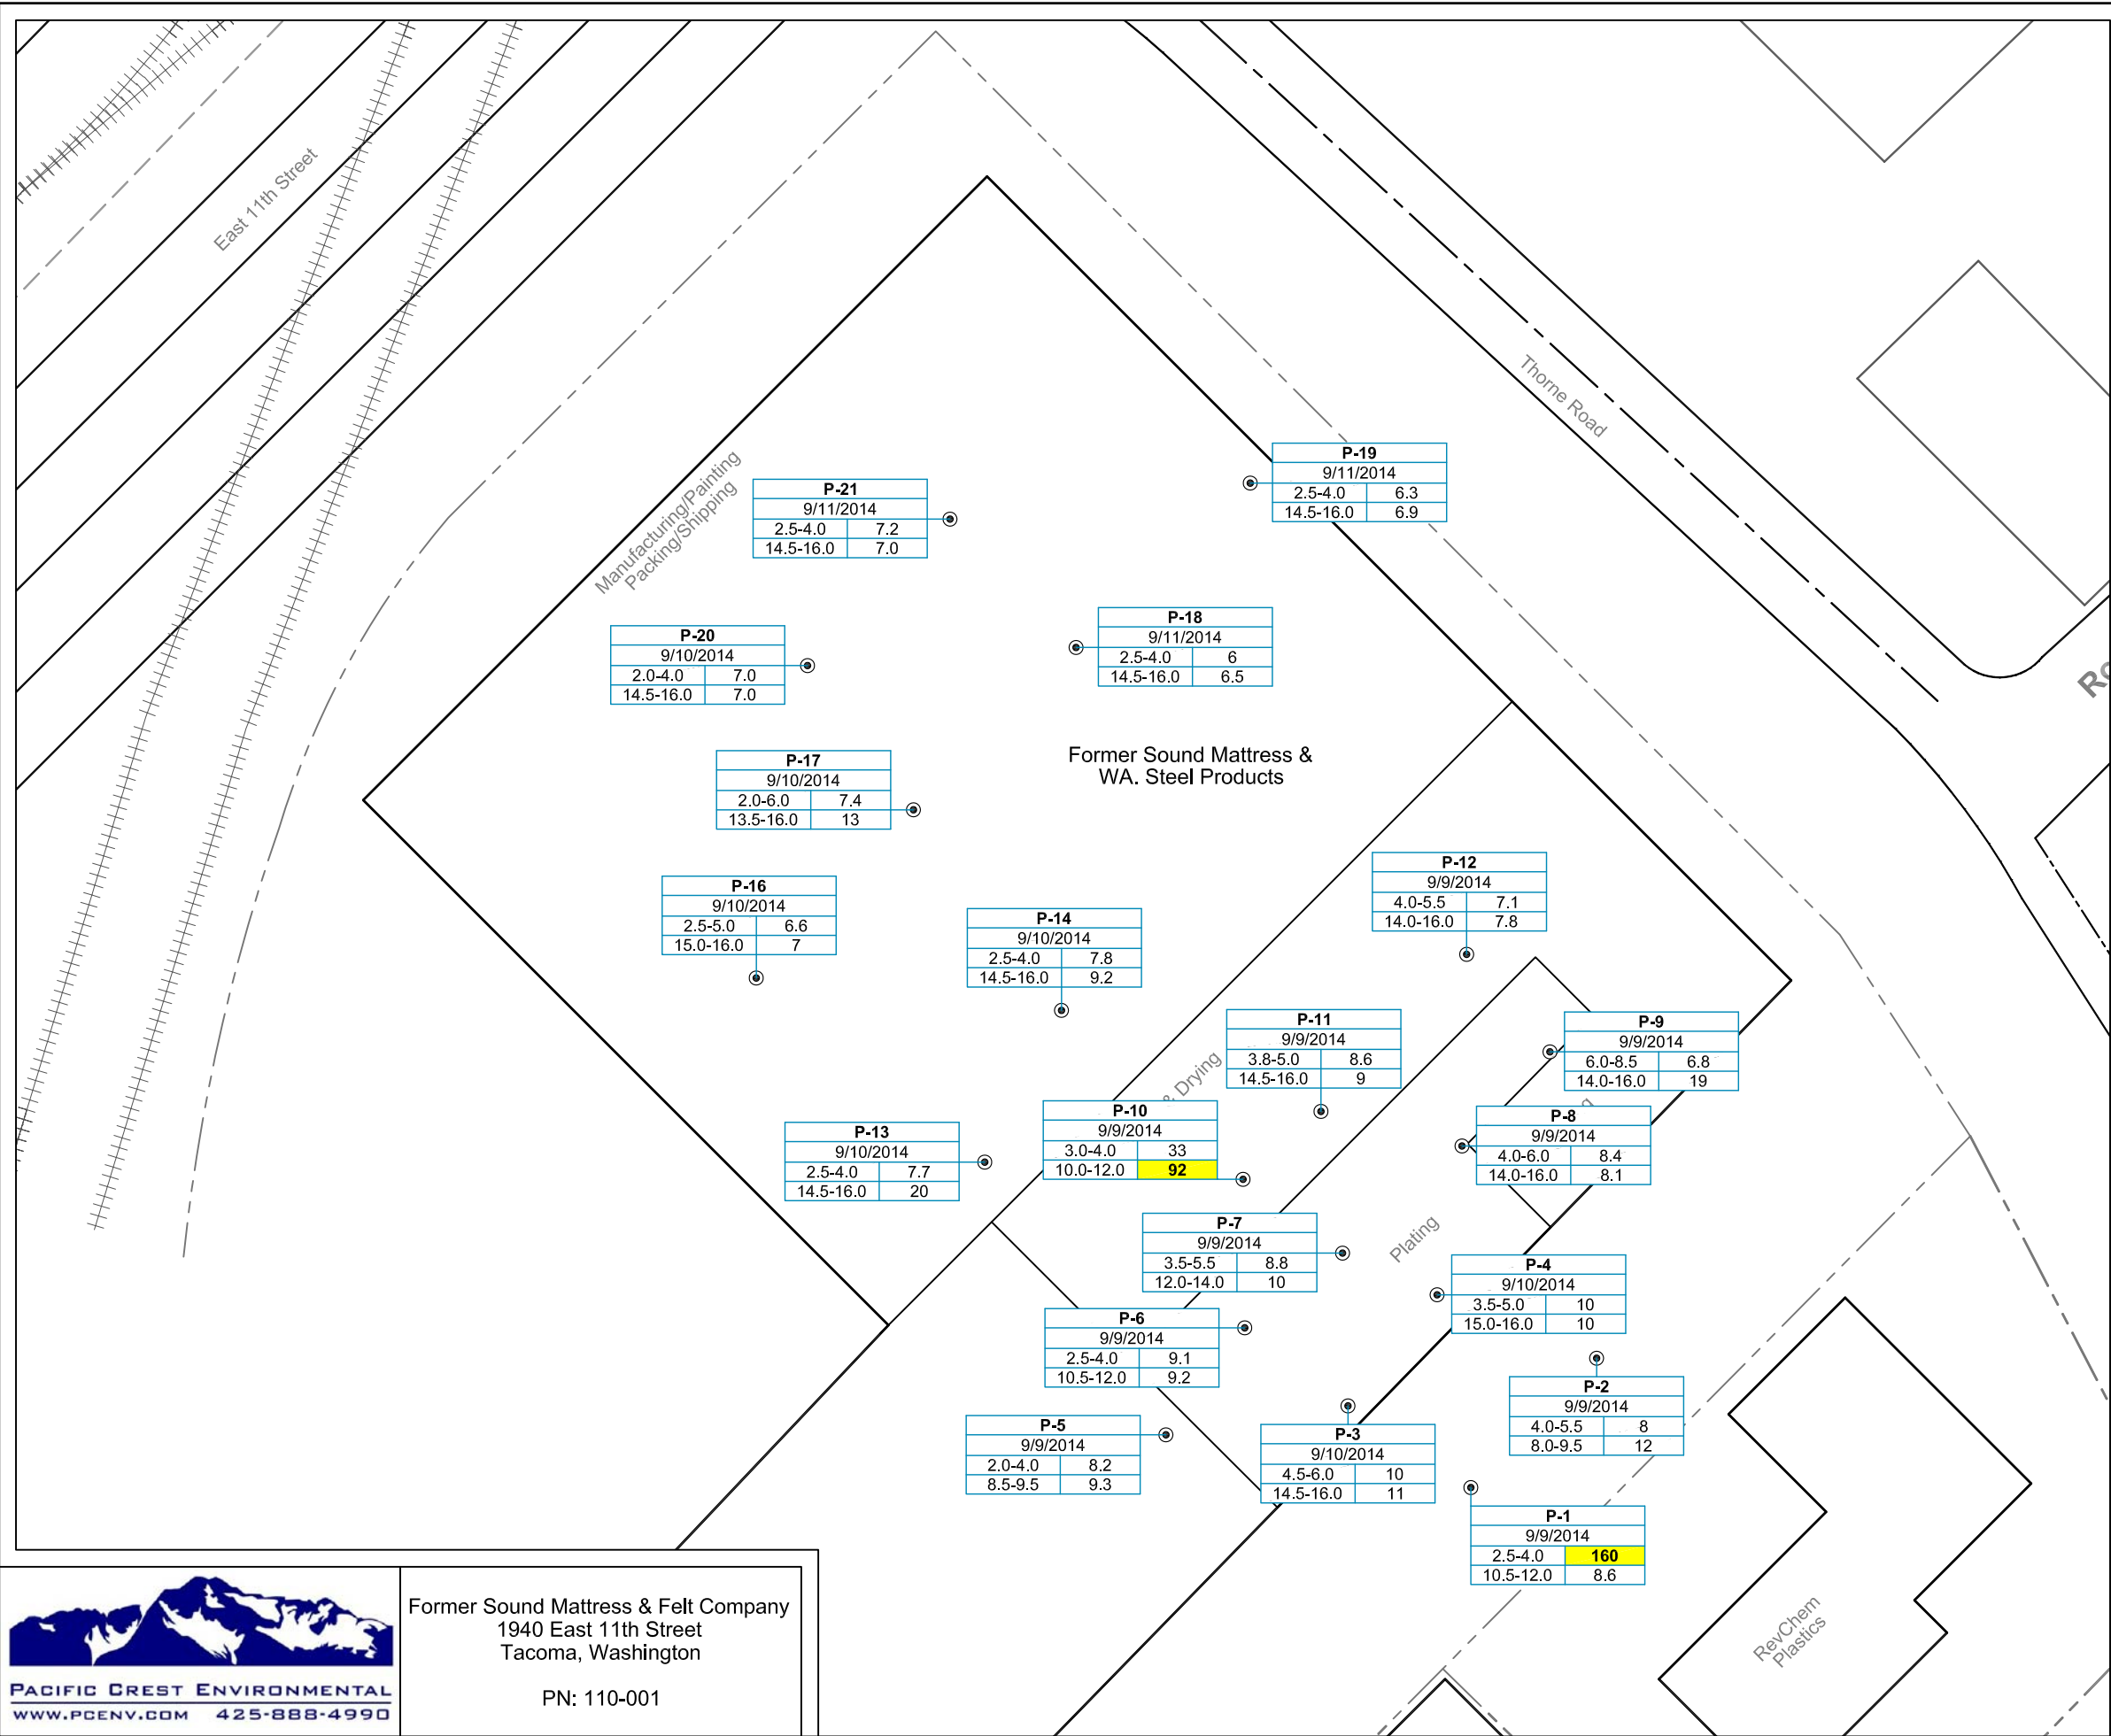 East 11th Street
Thorne Road
Manufacturing/Painting
Packing/Shipping
P-19
9/11/2014
2.5-4.0 6.3
14.5-16.0 6.9
P-21
9/11/2014
2.5-4.0 7.2
14.5-16.0 7.0
P-18
9/11/2014
2.5-4.0 6
14.5-16.0 6.5
P-20
9/10/2014
2.0-4.0 7.0
14.5-16.0 7.0
Former Sound Mattress &
WA. Steel Products
P-17
9/10/2014
2.0-6.0 7.4
13.5-16.0 13
P-12
9/9/2014
4.0-5.5 7.1
14.0-16.0 7.8
P-16
9/10/2014
2.5-5.0 6.6
15.0-16.0 7
P-14
9/10/2014
2.5-4.0 7.8
14.5-16.0 9.2
P-11
9/9/2014
3.8-5.0 8.6
14.5-16.0 9
P-9
9/9/2014
6.0-8.5 6.8
14.0-16.0 19
& Drying
P-10
9/9/2014
3.0-4.0 33
10.0-12.0 92
P-8
9/9/2014
4.0-6.0 8.4
14.0-16.0 8.1
P-13
9/10/2014
2.5-4.0 7.7
14.5-16.0 20
P-7
9/9/2014
3.5-5.5 8.8
12.0-14.0 10
Plating
P-4
9/10/2014
3.5-5.0 10
15.0-16.0 10
P-6
9/9/2014
2.5-4.0 9.1
10.5-12.0 9.2
P-2
9/9/2014
4.0-5.5 8
8.0-9.5 12
P-5
9/9/2014
2.0-4.0 8.2
8.5-9.5 9.3
P-3
9/10/2014
4.5-6.0 10
14.5-16.0 11
P-1
9/9/2014
2.5-4.0 160
10.5-12.0 8.6
RevChem
Plastics
Former Sound Mattress & Felt Company
1940 East 11th Street
Tacoma, Washington
PN: 110-001
PACIFIC CREST ENVIRONMENTAL
WWW.PCENV.COM 425-888-4990